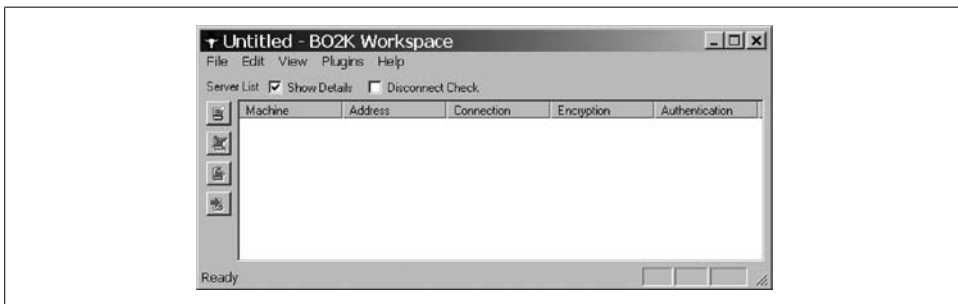 Untitled - BO2K Workspace
File Edit View Plugins Help
Server List Show Details Disconnect Check
Machine Address Connection Encryption Authentication
Ready